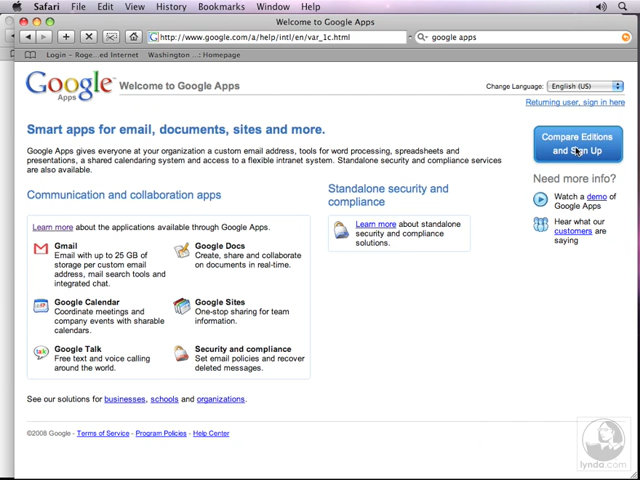 Safari File Edit View History Bookmarks Window Help
Welcome to Google Apps
http://www.google.com/a/help/intl/en/var_1c.html
google apps
Login – Roge...ed Internet Washington ...: Homepage
Google Apps
Welcome to Google Apps
Change Language: English (US)
Returning user, sign in here
Smart apps for email, documents, sites and more.
Google Apps gives everyone at your organization a custom email address, tools for word processing, spreadsheets and
presentations, a shared calendaring system and access to a flexible intranet system. Standalone security and compliance services
are also available.
Compare Editions
and Sign Up
Need more info?
Watch a demo of
Google Apps
Hear what our
customers are
saying
Communication and collaboration apps
Learn more about the applications available through Google Apps.
Gmail
Email with up to 25 GB of
storage per custom email
address, mail search tools and
integrated chat.
Google Docs
Create, share and collaborate
on documents in real-time.
Google Calendar
Coordinate meetings and
company events with sharable
calendars.
Google Sites
One-stop sharing for team
information.
Google Talk
Free text and voice calling
around the world.
Security and compliance
Set email policies and recover
deleted messages.
Standalone security and
compliance
Learn more about standalone
security and compliance
solutions.
See our solutions for businesses, schools and organizations.
©2008 Google - Terms of Service - Program Policies - Help Center
lynda.com